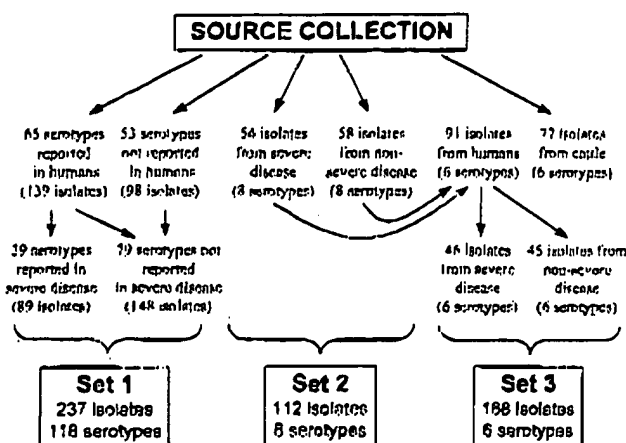 SOURCE COLLECTION
65 serotypes
reported
in humans
(139 isolates)
53 serotypes
not reported
in humans
(98 isolates)
54 isolates
from severe
disease
(8 serotypes)
58 isolates
from non-
severe disease
(8 serotypes)
91 isolates
from humans
(6 serotypes)
77 isolates
from cattle
(6 serotypes)
39 serotypes
reported in
severe disease
(89 isolates)
79 serotypes not
reported
in severe disease
(148 isolates)
46 isolates
from severe
disease
(6 serotypes)
45 isolates from
non-severe
disease
(6 serotypes)
Set 1
237 isolates
118 serotypes
Set 2
112 isolates
8 serotypes
Set 3
168 isolates
6 serotypes